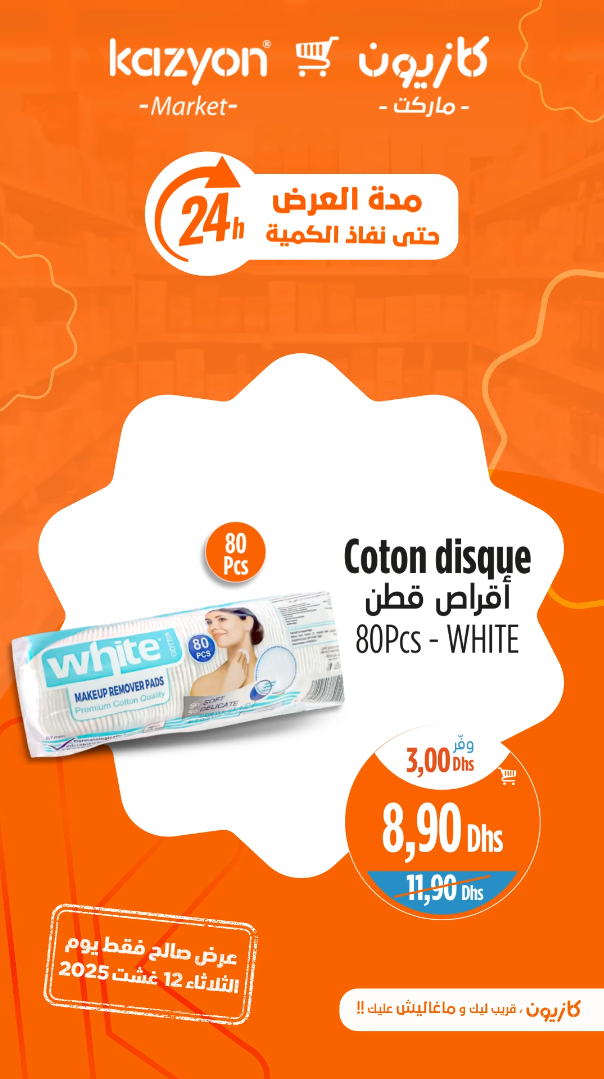 kazyon®
-Market-
كازيون
- ماركت -
24h
مدة العرض
حتى نفاذ الكمية
80
Pcs
Coton disque
أقراص قطن
80Pcs - WHITE
white
COTTON
80
PCS
MAKEUP REMOVER PADS
Premium Cotton Quality
SOFT
DELICATE
وفّر
3,00 Dhs
8,90 Dhs
11,90 Dhs
عرض صالح فقط يوم
الثلاثاء 12 غشت 2025
كازيون ، قريب ليك و ماغاليش عليك !!